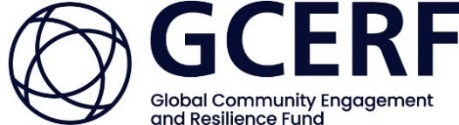 GCERF
Global Community Engagement
and Resilience Fund